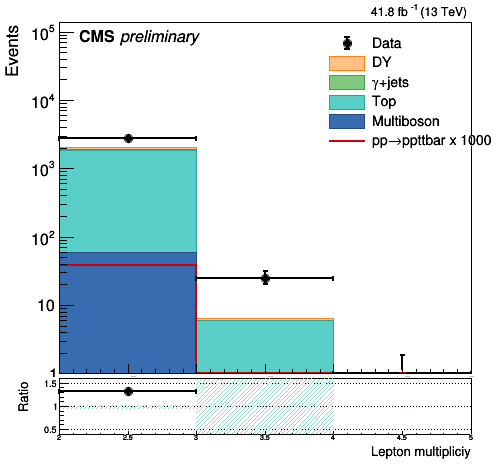 41.8 fb⁻¹ (13 TeV)
CMS preliminary
Events
10⁵
10⁴
10³
10²
10
1
Data
DY
γ+jets
Top
Multiboson
pp→ppttbar x 1000
Ratio
1.5
1
0.5
2 2.5 3 3.5 4 4.5 5
Lepton multipliciy